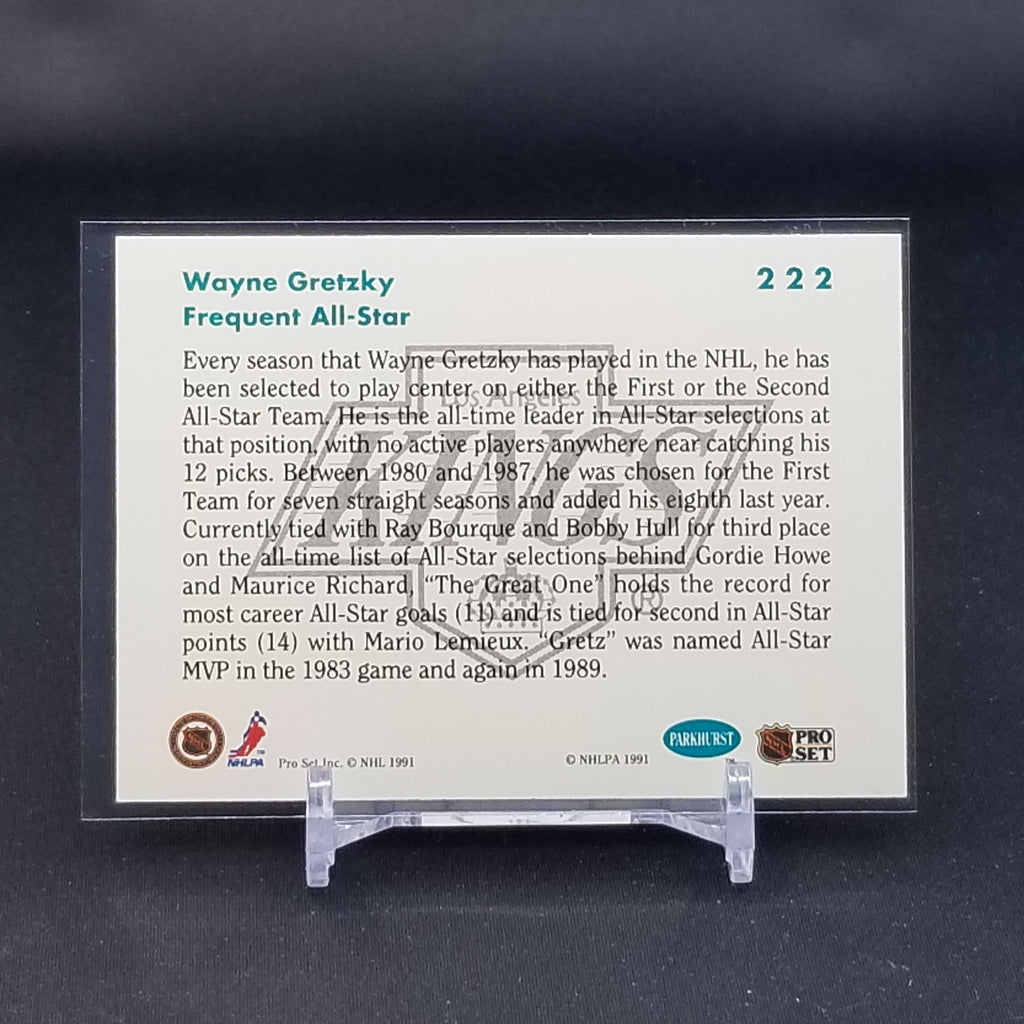 Wayne Gretzky
222
Frequent All-Star
Every season that Wayne Gretzky has played in the NHL, he has
been selected to play center on either the First or the Second
All-Star Team. He is the all-time leader in All-Star selections at
that position, with no active players anywhere near catching his
12 picks. Between 1980 and 1987, he was chosen for the First
Team for seven straight seasons and added his eighth last year.
Currently tied with Ray Bourque and Bobby Hull for third place
on the all-time list of All-Star selections behind Gordie Howe
and Maurice Richard, “The Great One” holds the record for
most career All-Star goals (11) and is tied for second in All-Star
points (14) with Mario Lemieux. “Gretz” was named All-Star
MVP in the 1983 game and again in 1989.
Los Angeles
KINGS
®
NHL
NHLPA ™
Pro Set Inc. © NHL 1991
© NHLPA 1991
PARKHURST
™
PRO
SET